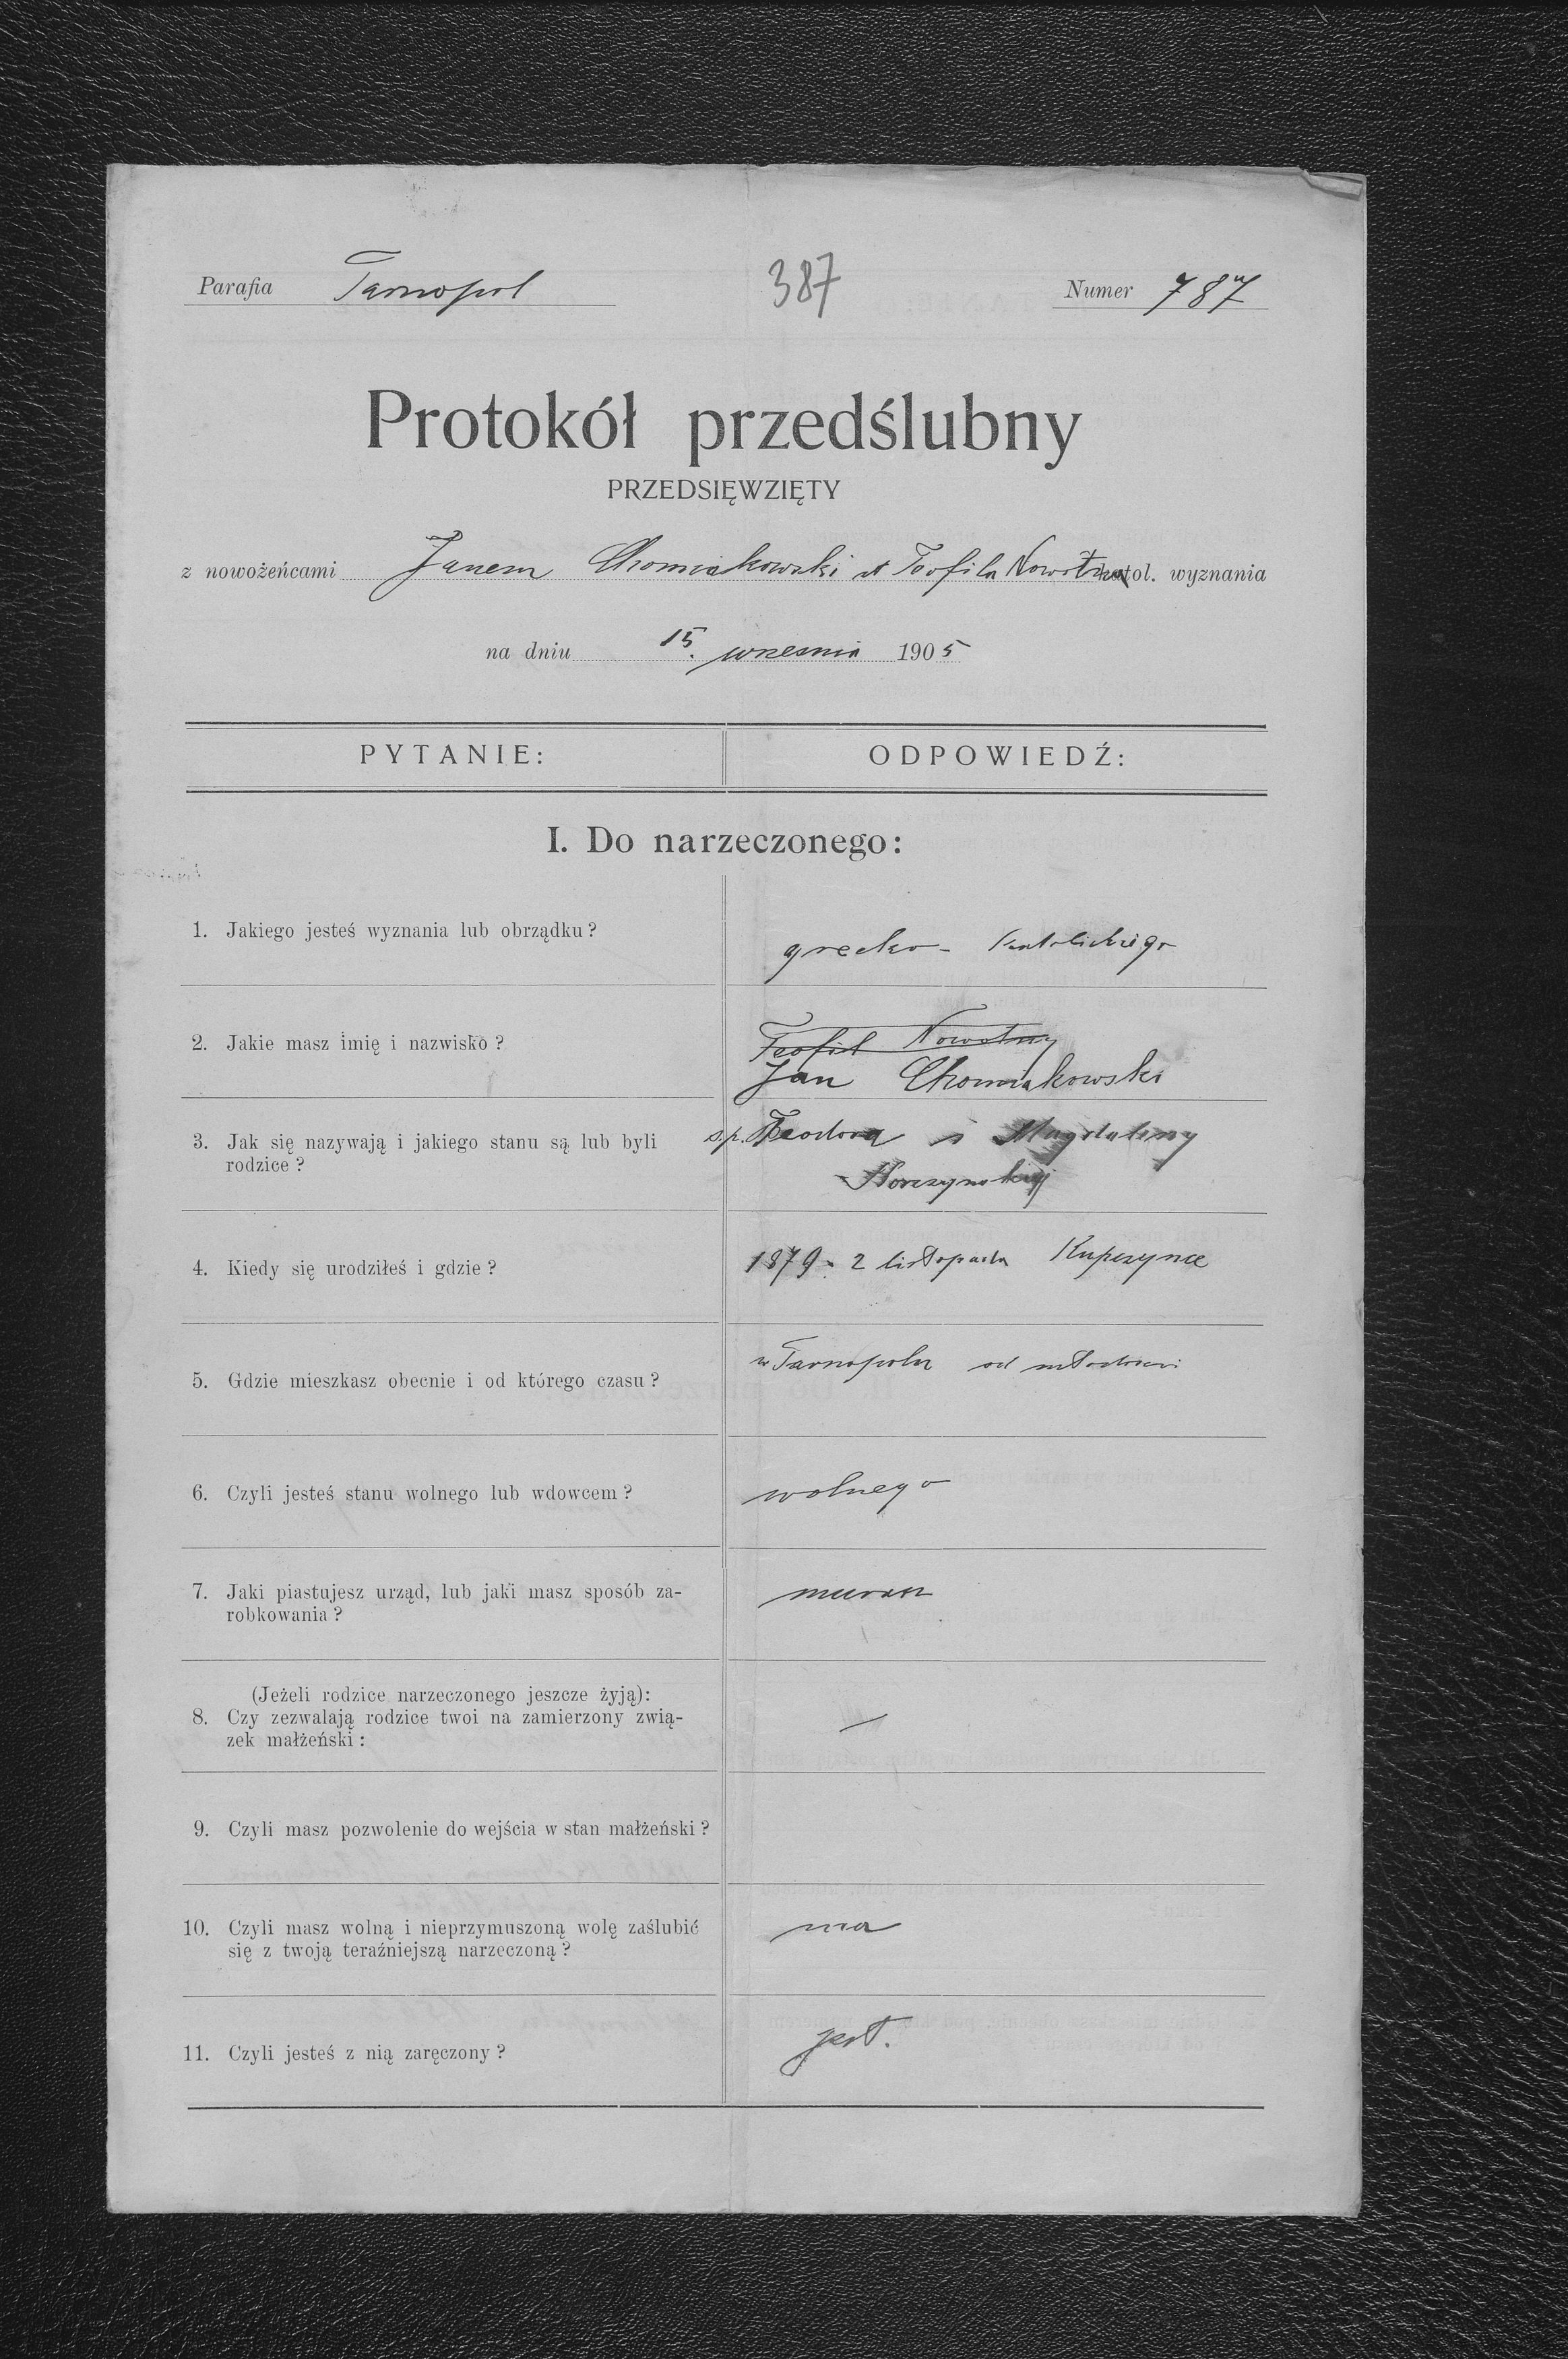 Parafia Tarnopol 387 Numer 787
Protokół przedślubny
PRZEDSIĘWZIĘTY
z nowożeńcami Janem Chomiakowski et Teofila Nowotna katol. wyznania
na dniu 15. wrzesnia 1905
PYTANIE: ODPOWIEDŹ:
I. Do narzeczonego:
1. Jakiego jesteś wyznania lub obrządku? grecko-katolickiego
2. Jakie masz imię i nazwisko? Teofil Nowotny
Jan Chomiakowski
3. Jak się nazywają i jakiego stanu są lub byli s.p. Teodora i Magdaleny
rodzice?
4. Kiedy się urodziłeś i gdzie? 1879. 2 listopada Kupczynce
5. Gdzie mieszkasz obecnie i od którego czasu? w Tarnopolu od młodości
6. Czyli jesteś stanu wolnego lub wdowcem? wolnego
7. Jaki piastujesz urząd, lub jaki masz sposób za- murarz
robkowania?
(Jeżeli rodzice narzeczonego jeszcze żyją):
8. Czy zezwalają rodzice twoi na zamierzony zwią- —
zek małżeński:
9. Czyli masz pozwolenie do wejścia w stan małżeński?
10. Czyli masz wolną i nieprzymuszoną wolę zaślubić ma
się z twoją teraźniejszą narzeczoną?
11. Czyli jesteś z nią zaręczony? jest.